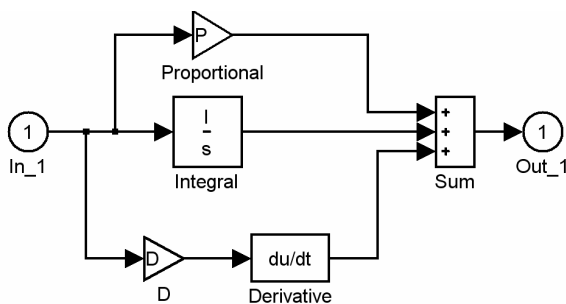 P
Proportional
1
In_1
I
s
Integral
+
+
+
Sum
1
Out_1
D
D
du/dt
Derivative